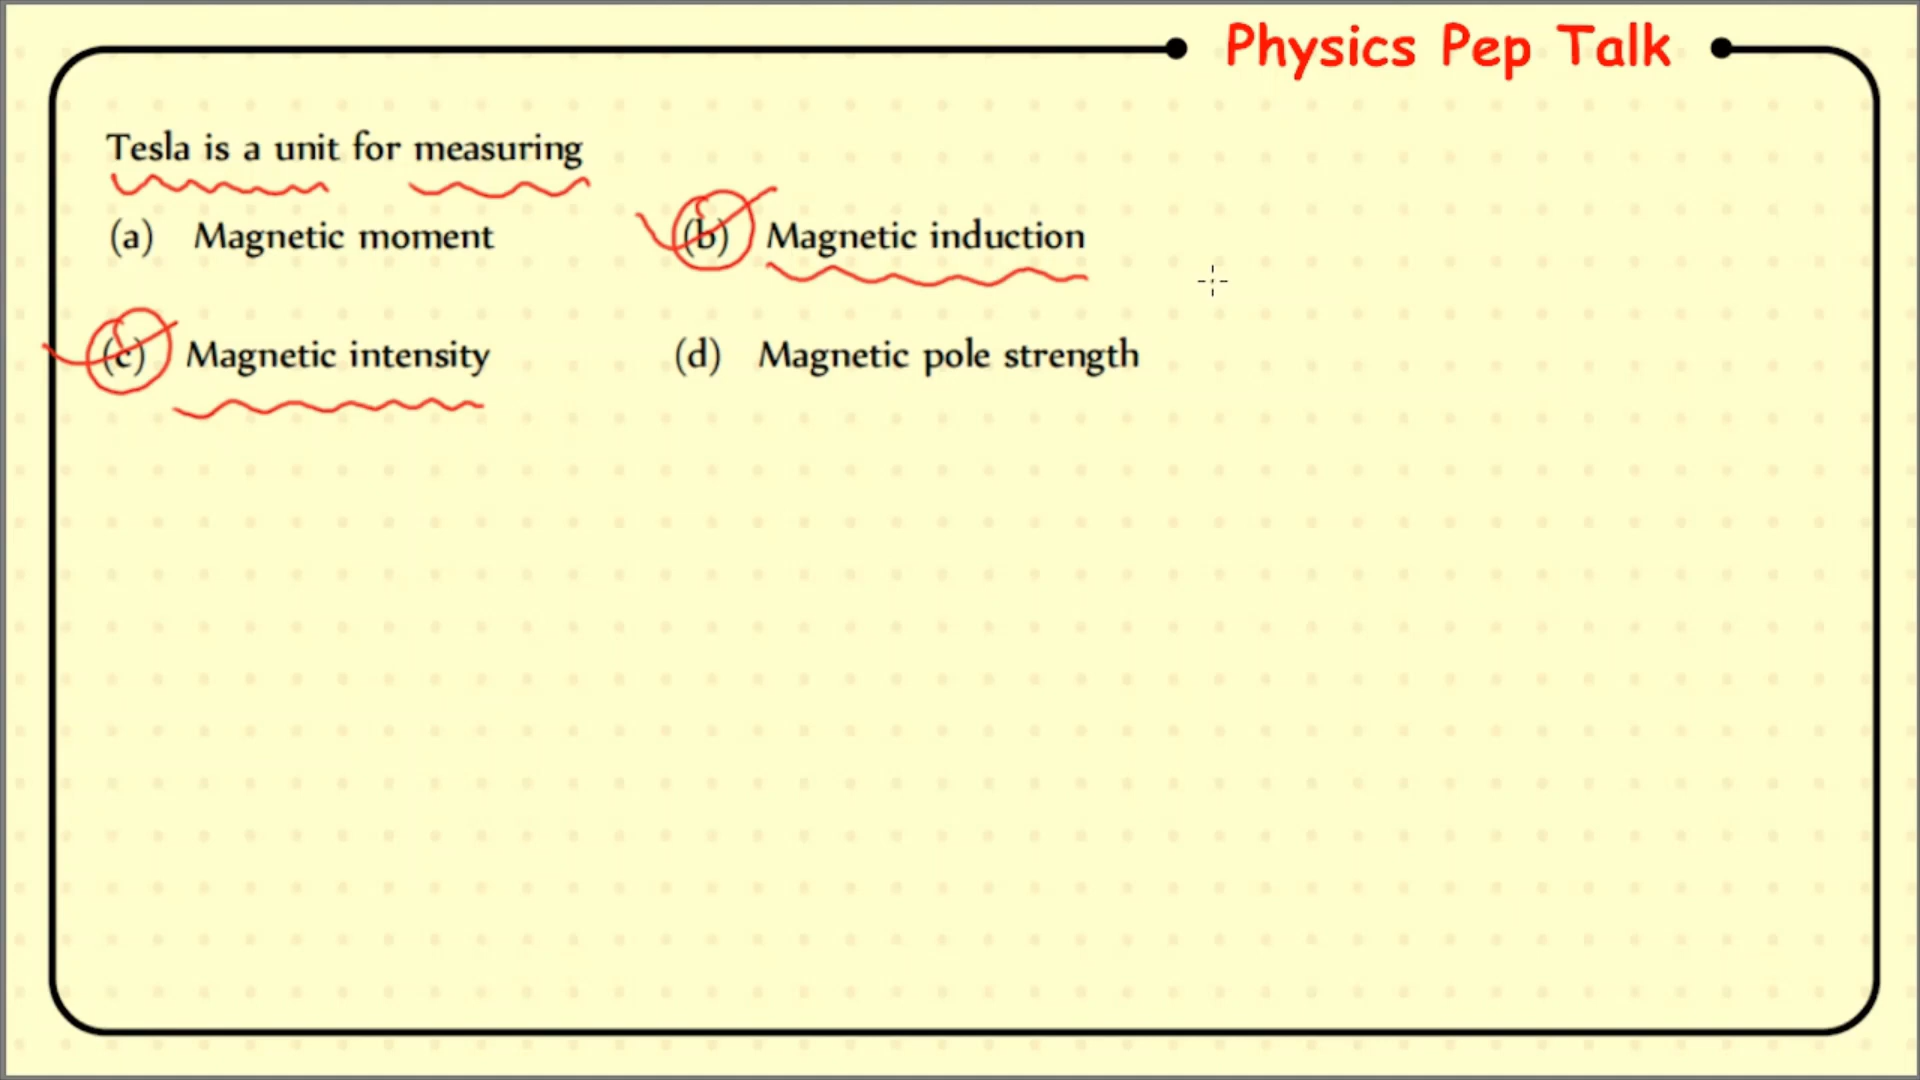 Physics Pep Talk
Tesla is a unit for measuring
(a) Magnetic moment (b) Magnetic induction
(c) Magnetic intensity (d) Magnetic pole strength